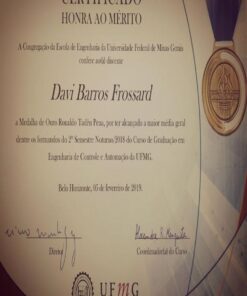 CERTIFICADO
HONRA AO MÉRITO
A Congregação da Escola de Engenharia da Universidade Federal de Minas Gerais
confere ao(à) discente
Davi Barros Frossard
a Medalha de Ouro Ronaldo Tadêu Pena, por ter alcançado a maior média geral
dentre os formandos do 2º Semestre Noturno/2018 do Curso de Graduação em
Engenharia de Controle e Automação da UFMG.
Belo Horizonte, 05 de fevereiro de 2019.
Diretor
Coordenador(a) do Curso
UFMG